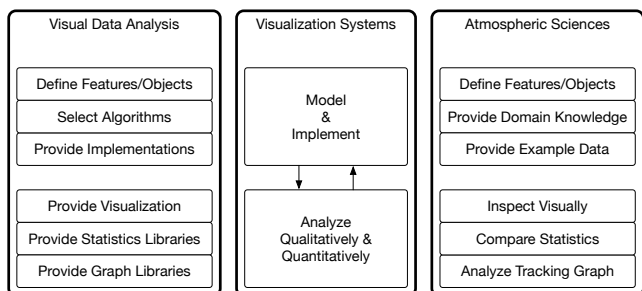 Visual Data Analysis
Define Features/Objects
Select Algorithms
Provide Implementations
Provide Visualization
Provide Statistics Libraries
Provide Graph Libraries
Visualization Systems
Model
&
Implement
Analyze
Qualitatively &
Quantitatively
Atmospheric Sciences
Define Features/Objects
Provide Domain Knowledge
Provide Example Data
Inspect Visually
Compare Statistics
Analyze Tracking Graph